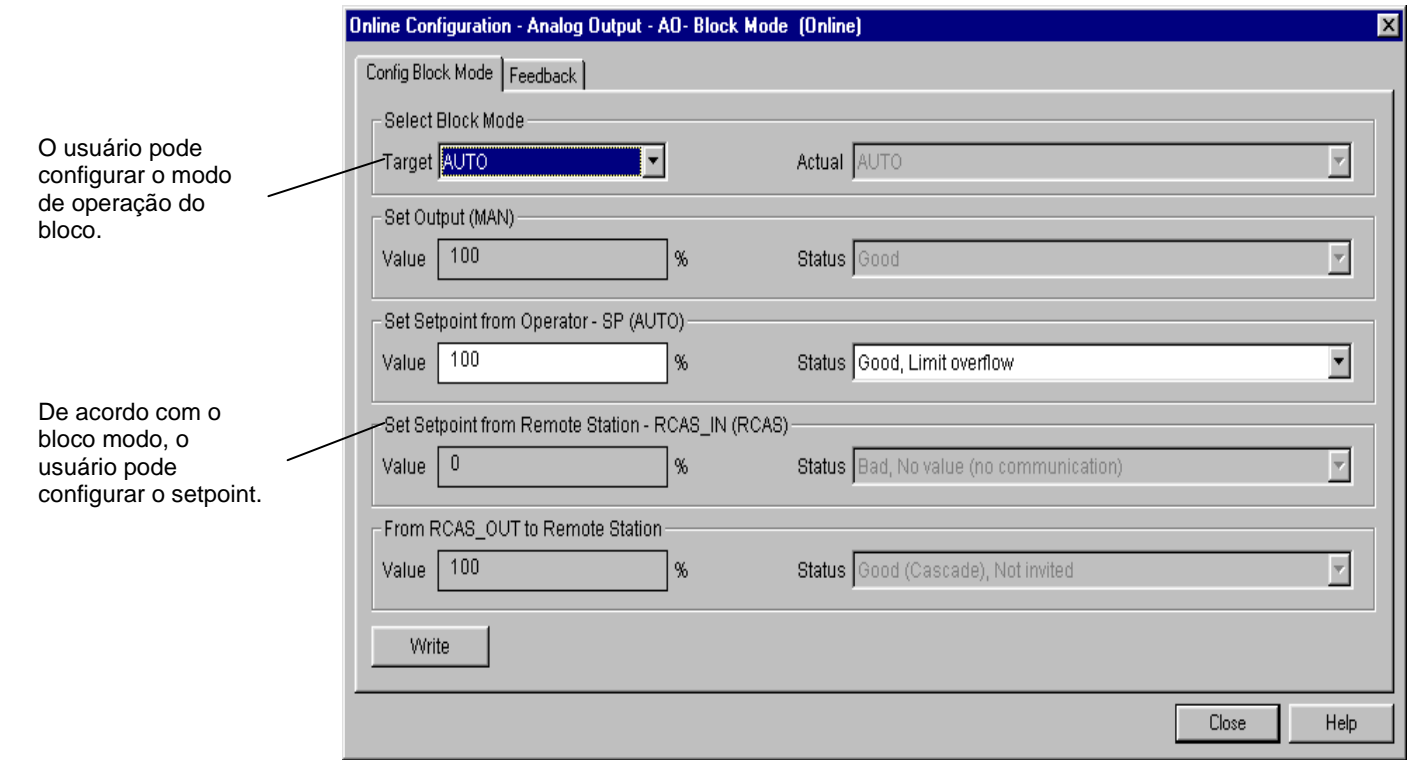 Online Configuration - Analog Output - AO- Block Mode (Online)
Config Block Mode
Feedback
Select Block Mode
Target AUTO
Actual AUTO
Set Output (MAN)
Value 100 %
Status Good
Set Setpoint from Operator - SP (AUTO)
Value 100 %
Status Good, Limit overflow
Set Setpoint from Remote Station - RCAS_IN (RCAS)
Value 0 %
Status Bad, No value (no communication)
From RCAS_OUT to Remote Station
Value 100 %
Status Good (Cascade), Not invited
Write
Close
Help
O usuário pode
configurar o modo
de operação do
bloco.
De acordo com o
bloco modo, o
usuário pode
configurar o setpoint.